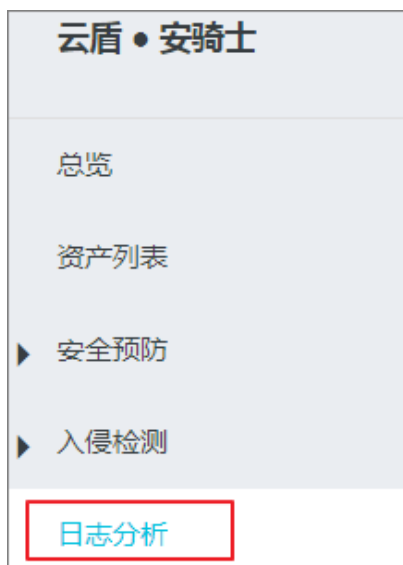 云盾 • 安骑士
总览
资产列表
安全预防
入侵检测
日志分析